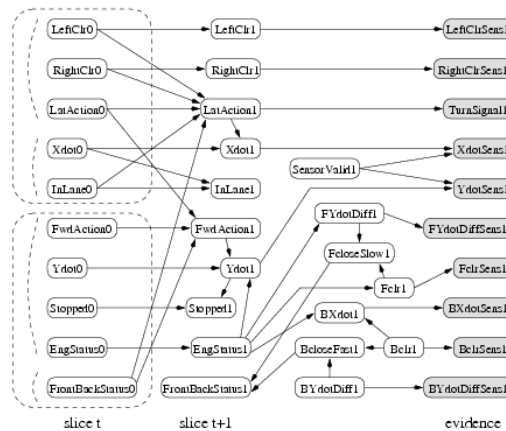 LeftClr0 LeftClr1 LeftClrSens1
RightClr0 RightClr1 RightClrSens1
LatAction0 LatAction1 TurnSignal1
Xdot0 Xdot1 XdotSens1
SensorValid1
InLane0 InLane1 YdotSens1
FYdotDiff1
FwdAction0 FwdAction1 FYdotDiffSens1
FcloseSlow1
Ydot0 Ydot1 FclrSens1
Fclr1
Stopped0 Stopped1 BXdot1 BXdotSens1
EngStatus0 EngStatus1 BcloseFast1 Bclr1 BclrSens1
FrontBackStatus0 FrontBackStatus1 BYdotDiff1 BYdotDiffSens1
slice t slice t+1 evidence